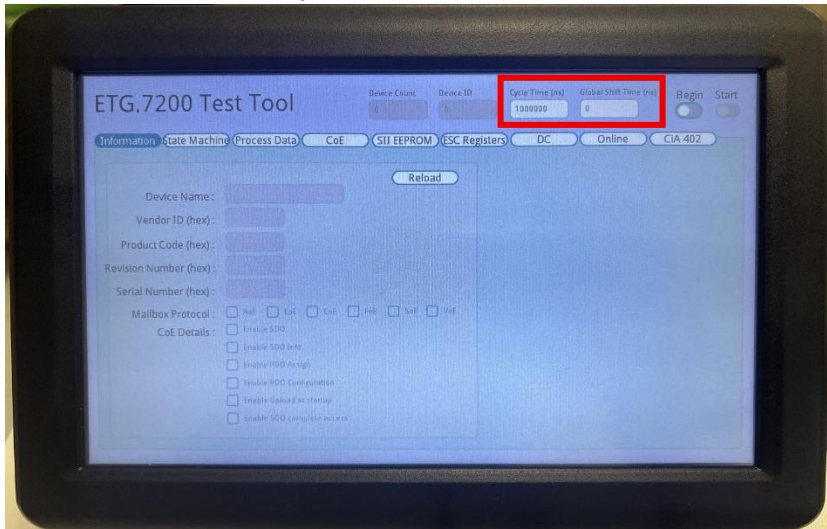 ETG.7200 Test Tool
Device Count
0
Device ID
0
Cycle Time (ns)
1000000
Global Shift Time (ns)
0
Begin Start
Information State Machine Process Data CoE SII EEPROM ESC Registers DC Online CiA 402
Reload
Device Name :
Vendor ID (hex) :
Product Code (hex) :
Revision Number (hex) :
Serial Number (hex) :
Mailbox Protocol : AoE EoE CoE FoE SoE VoE
CoE Details : Enable SDO
Enable SDO Info
Enable PDO Assign
Enable PDO Configuration
Enable Upload at startup
Enable SDO complete access